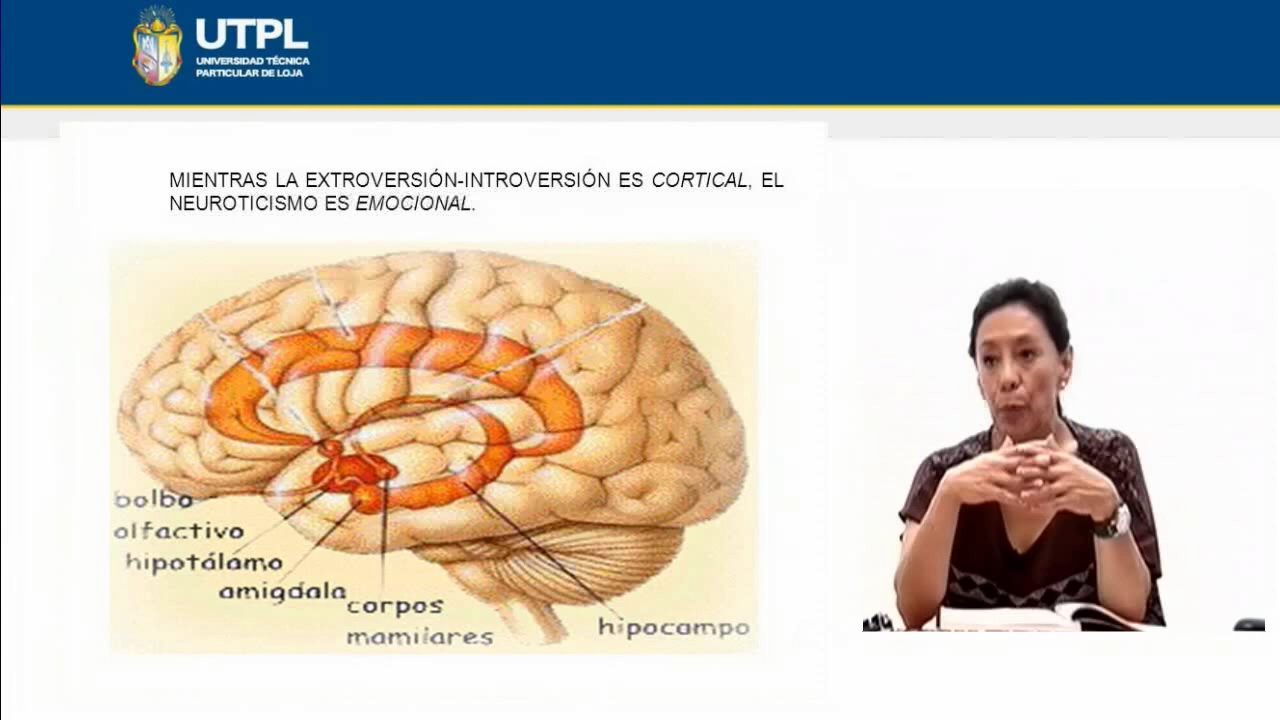 UTPL
UNIVERSIDAD TÉCNICA
PARTICULAR DE LOJA
MIENTRAS LA EXTROVERSIÓN-INTROVERSIÓN ES CORTICAL, EL
NEUROTICISMO ES EMOCIONAL.
bolbo
olfactivo
hipotálamo
amigdala
corpos
mamilares
hipocampo